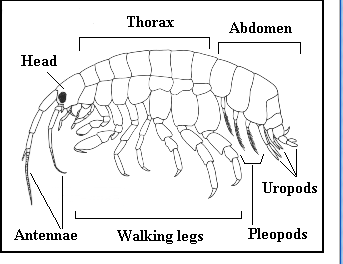 Thorax
Abdomen
Head
Uropods
Antennae
Walking legs
Pleopods